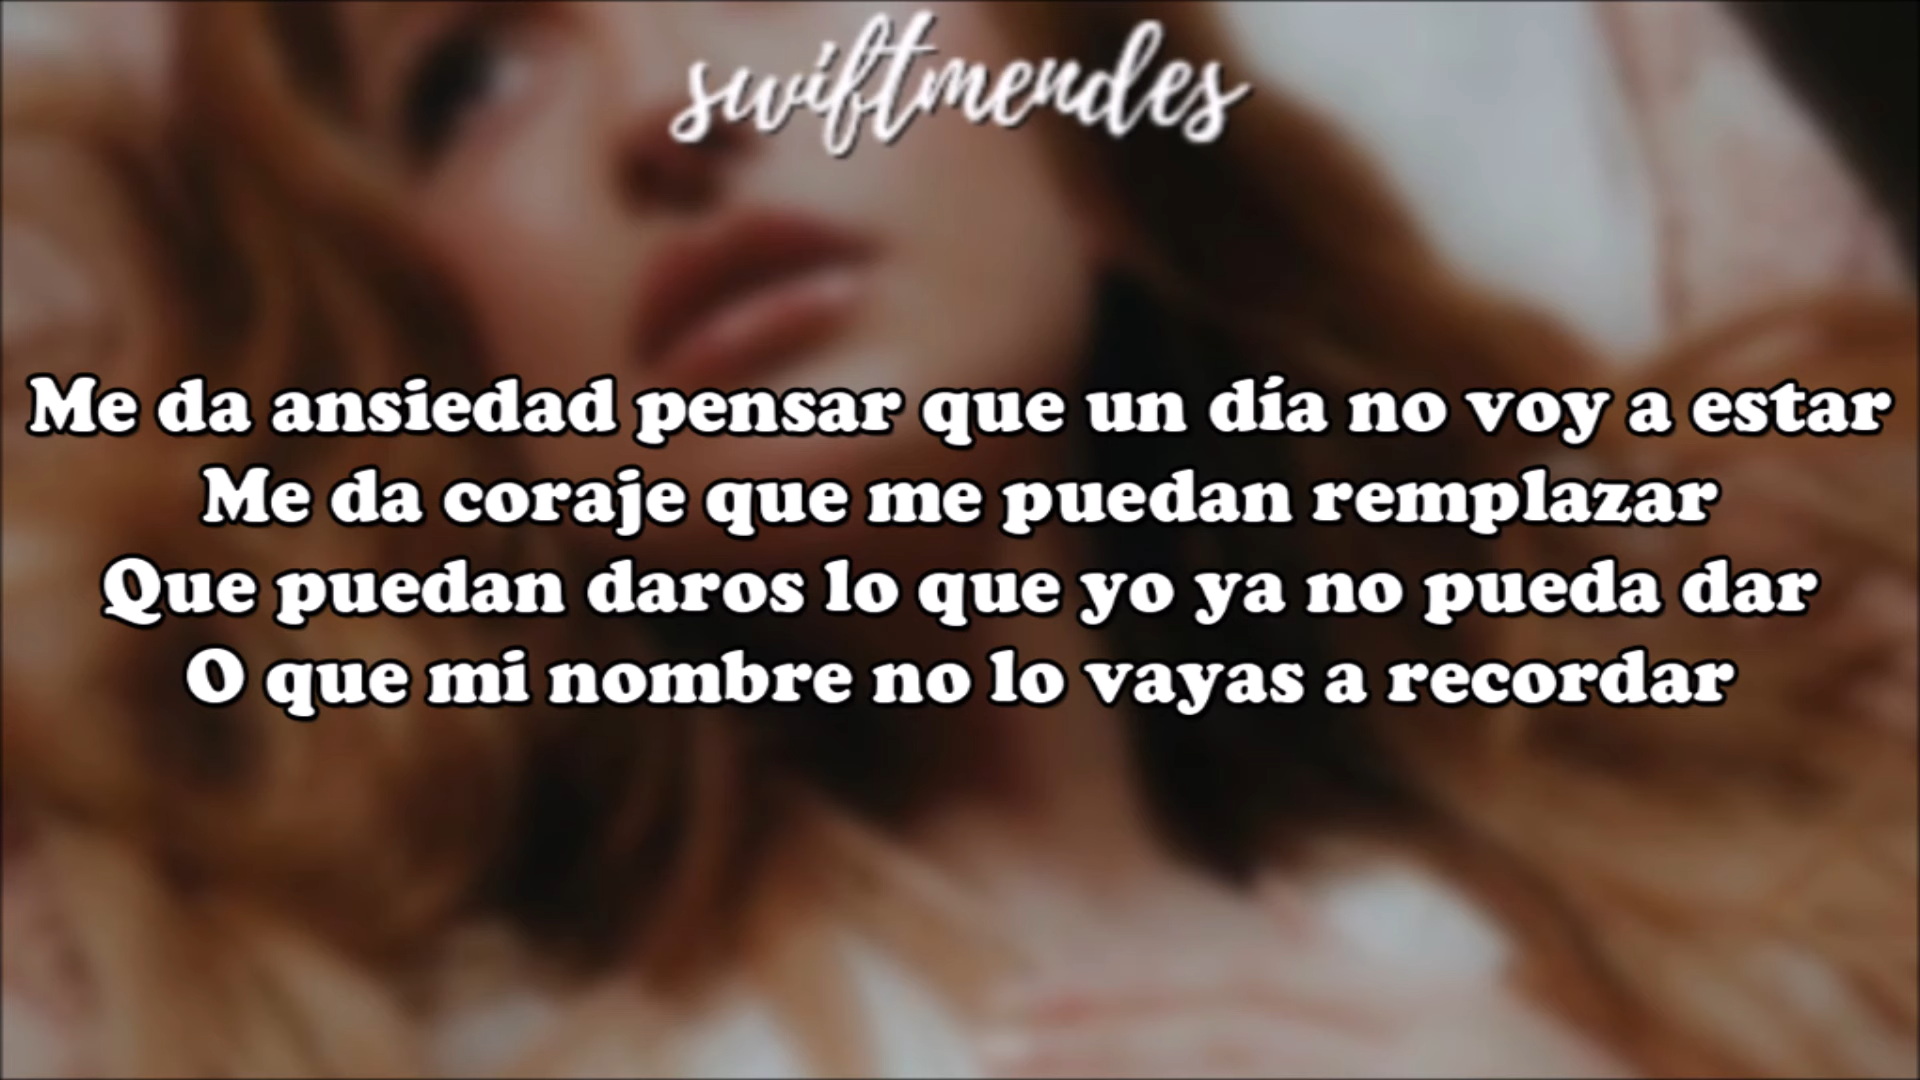 swiftmendes
Me da ansiedad pensar que un día no voy a estar
Me da coraje que me puedan remplazar
Que puedan daros lo que yo ya no pueda dar
O que mi nombre no lo vayas a recordar